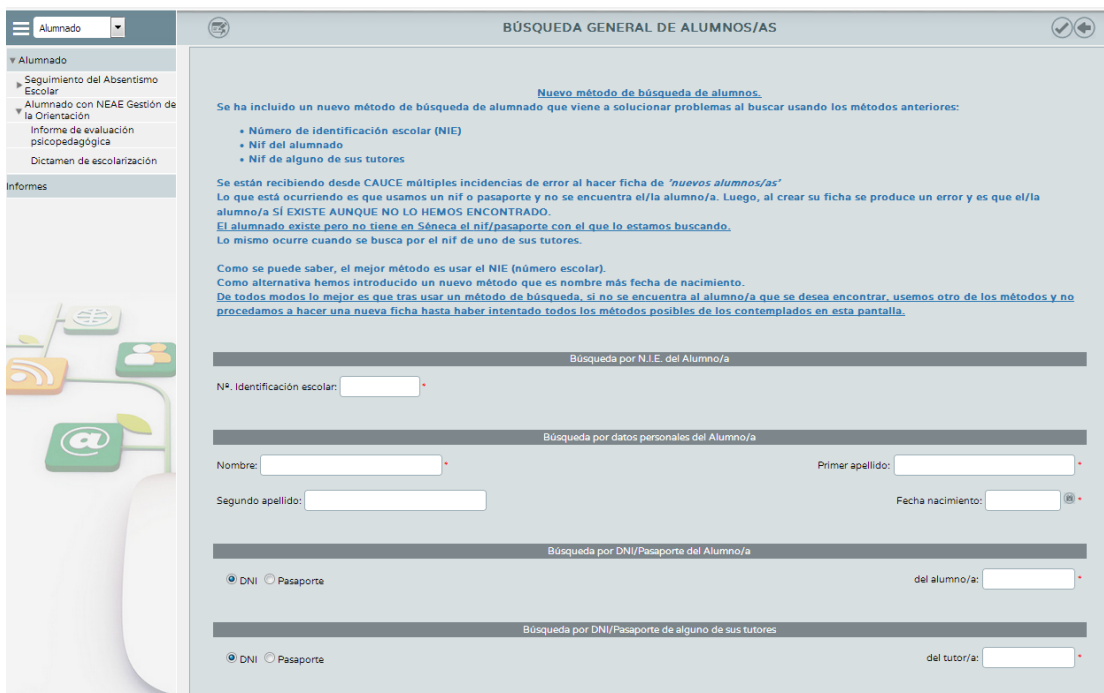 Alumnado
BÚSQUEDA GENERAL DE ALUMNOS/AS
Alumnado
Seguimiento del Absentismo
Escolar
Alumnado con NEAE Gestión de
la Orientación
Informe de evaluación
psicopedagógica
Dictamen de escolarización
Informes
Nuevo método de búsqueda de alumnos.
Se ha incluido un nuevo método de búsqueda de alumnado que viene a solucionar problemas al buscar usando los métodos anteriores:
• Número de identificación escolar (NIE)
• Nif del alumnado
• Nif de alguno de sus tutores
Se están recibiendo desde CAUCE múltiples incidencias de error al hacer ficha de "nuevos alumnos/as"
Lo que está ocurriendo es que usamos un nif o pasaporte y no se encuentra el/la alumno/a. Luego, al crear su ficha se produce un error y es que el/la
alumno/a SÍ EXISTE AUNQUE NO LO HEMOS ENCONTRADO.
El alumnado existe pero no tiene en Séneca el nif/pasaporte con el que lo estamos buscando.
Lo mismo ocurre cuando se busca por el nif de uno de sus tutores.
Como se puede saber, el mejor método es usar el NIE (número escolar).
Como alternativa hemos introducido un nuevo método que es nombre más fecha de nacimiento.
De todos modos lo mejor es que tras usar un método de búsqueda, si no se encuentra al alumno/a que se desea encontrar, usemos otro de los métodos y no
procedamos a hacer una nueva ficha hasta haber intentado todos los métodos posibles de los contemplados en esta pantalla.
Búsqueda por N.I.E. del Alumno/a
Nº. Identificación escolar: *
Búsqueda por datos personales del Alumno/a
Nombre: * Primer apellido: *
Segundo apellido: Fecha nacimiento: *
Búsqueda por DNI/Pasaporte del Alumno/a
DNI Pasaporte del alumno/a: *
Búsqueda por DNI/Pasaporte de alguno de sus tutores
DNI Pasaporte del tutor/a: *